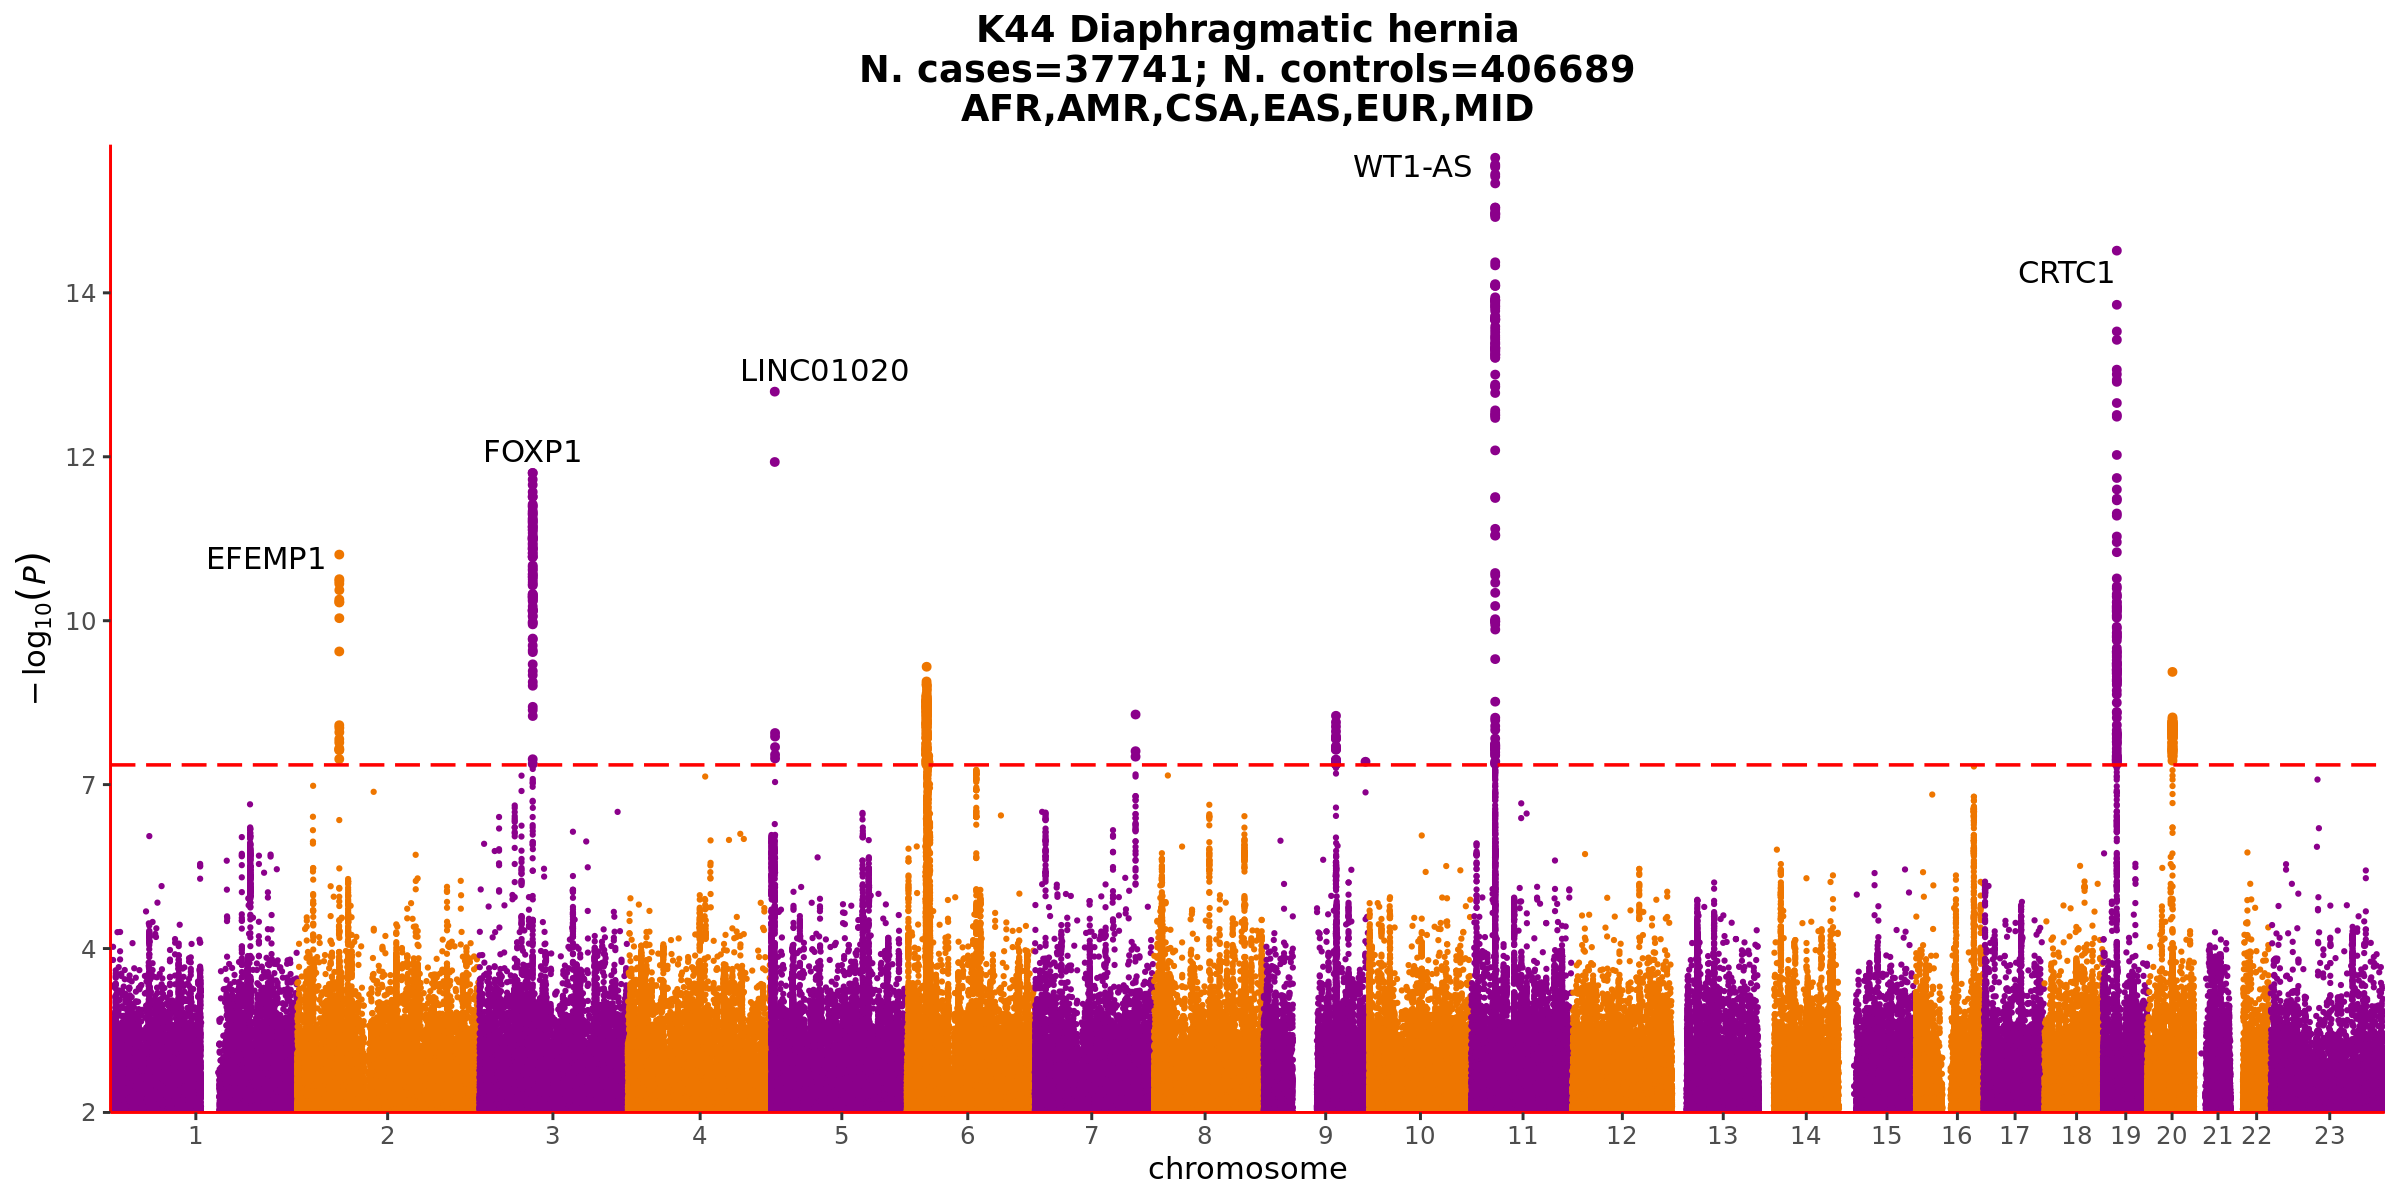 K44 Diaphragmatic hernia
N. cases=37741; N. controls=406689
AFR,AMR,CSA,EAS,EUR,MID
WT1-AS
CRTC1
14
LINC01020
FOXP1
12
EFEMP1
10
−log10(P)
7
4
2
1 2 3 4 5 6 7 8 9 10 11 12 13 14 15 16 17 18 19 20 21 22 23
chromosome